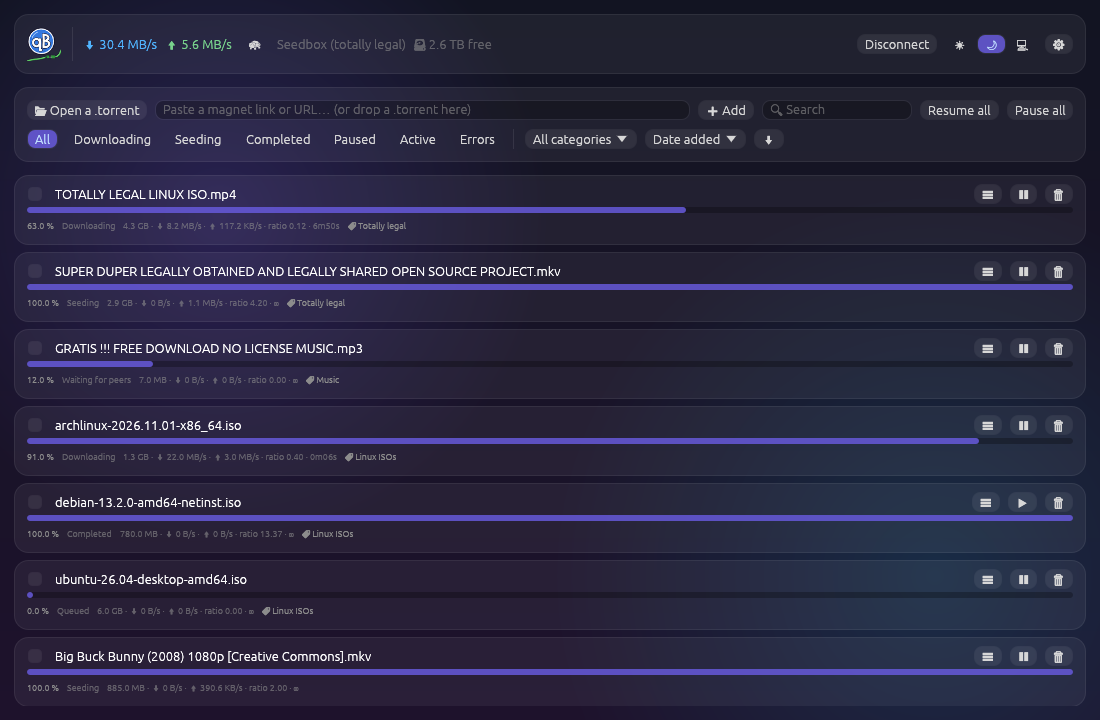 qB 30.4 MB/s 5.6 MB/s Seedbox (totally legal) 2.6 TB free Disconnect
Open a .torrent Paste a magnet link or URL… (or drop a .torrent here) Add Search Resume all Pause all
All Downloading Seeding Completed Paused Active Errors All categories Date added
TOTALLY LEGAL LINUX ISO.mp4
63.0 % Downloading 4.3 GB · 8.2 MB/s · 117.2 KB/s · ratio 0.12 · 6m50s Totally legal
SUPER DUPER LEGALLY OBTAINED AND LEGALLY SHARED OPEN SOURCE PROJECT.mkv
100.0 % Seeding 2.9 GB · 0 B/s · 1.1 MB/s · ratio 4.20 · ∞ Totally legal
GRATIS !!! FREE DOWNLOAD NO LICENSE MUSIC.mp3
12.0 % Waiting for peers 7.0 MB · 0 B/s · 0 B/s · ratio 0.00 · ∞ Music
archlinux-2026.11.01-x86_64.iso
91.0 % Downloading 1.3 GB · 22.0 MB/s · 3.0 MB/s · ratio 0.40 · 0m06s Linux ISOs
debian-13.2.0-amd64-netinst.iso
100.0 % Completed 780.0 MB · 0 B/s · 0 B/s · ratio 13.37 · ∞ Linux ISOs
ubuntu-26.04-desktop-amd64.iso
0.0 % Queued 6.0 GB · 0 B/s · 0 B/s · ratio 0.00 · ∞ Linux ISOs
Big Buck Bunny (2008) 1080p [Creative Commons].mkv
100.0 % Seeding 885.0 MB · 0 B/s · 390.6 KB/s · ratio 2.00 · ∞